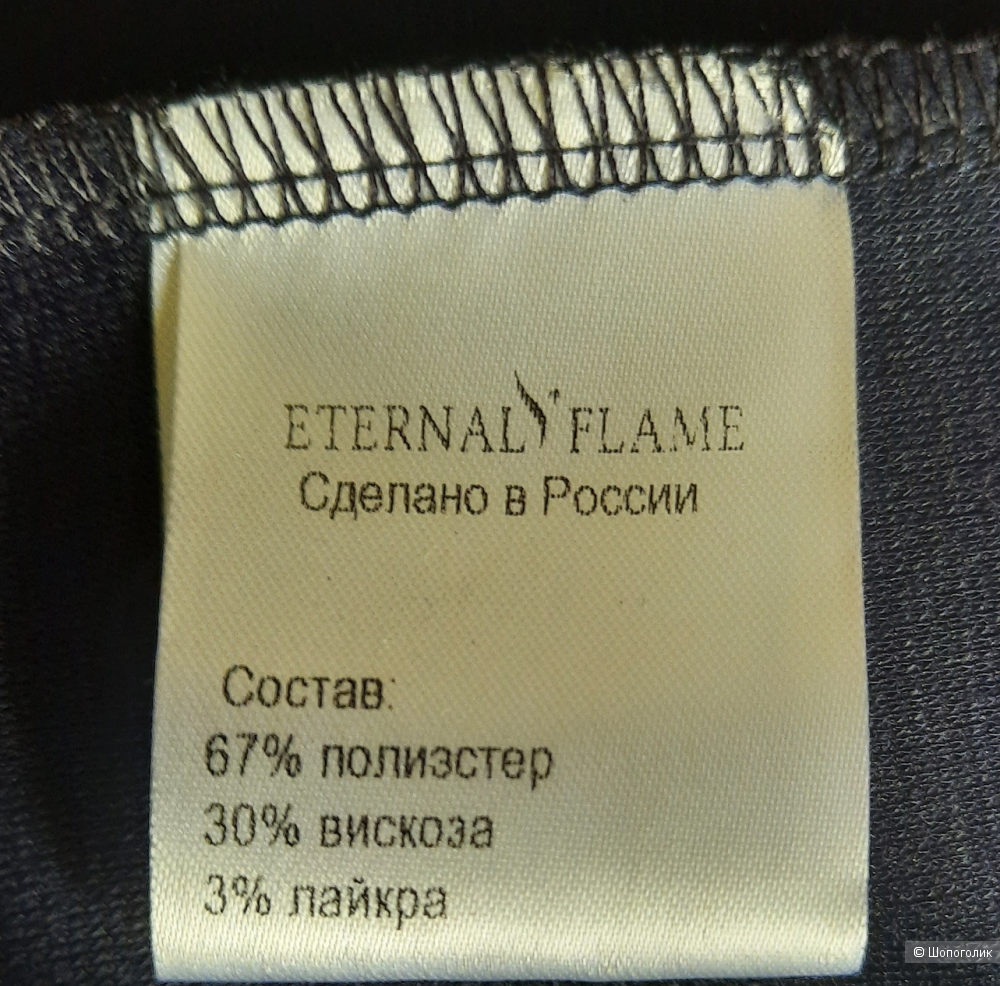 ETERNAL FLAME
Сделано в России
Состав:
67% полиэстер
30% вискоза
3% лайкра
© Шопоголик